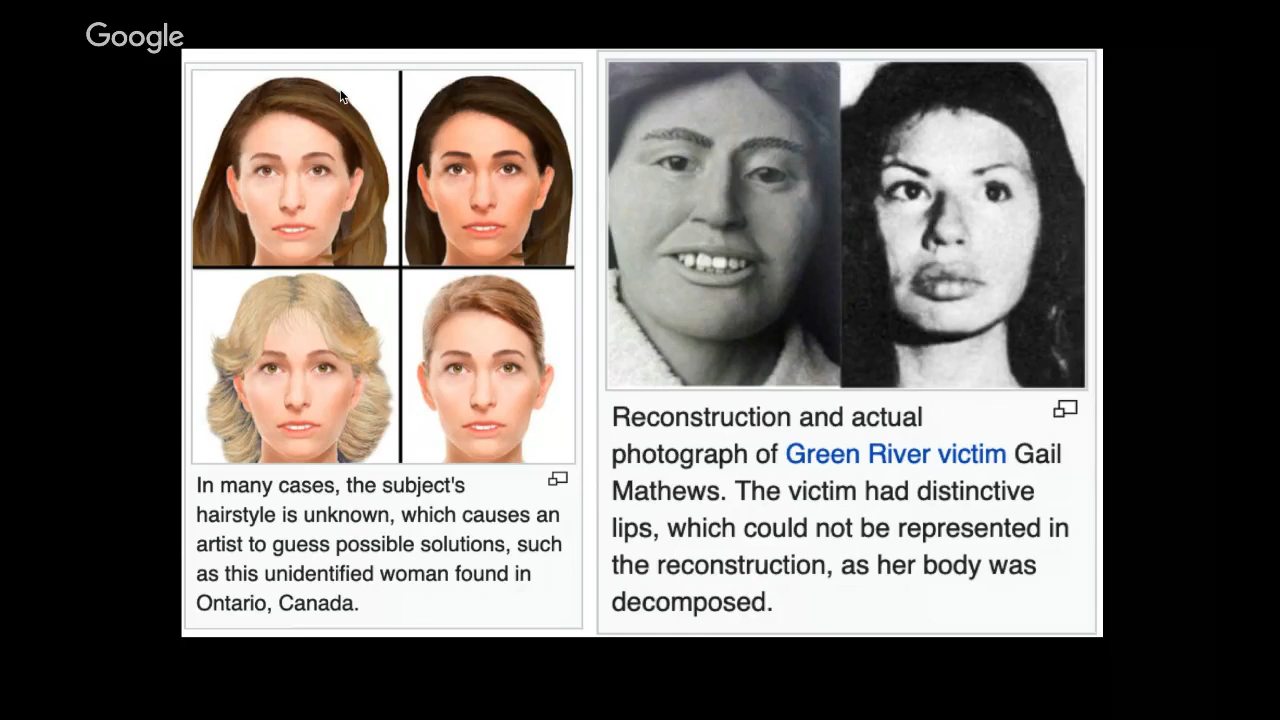 Google
In many cases, the subject's
hairstyle is unknown, which causes an
artist to guess possible solutions, such
as this unidentified woman found in
Ontario, Canada.
Reconstruction and actual
photograph of Green River victim Gail
Mathews. The victim had distinctive
lips, which could not be represented in
the reconstruction, as her body was
decomposed.